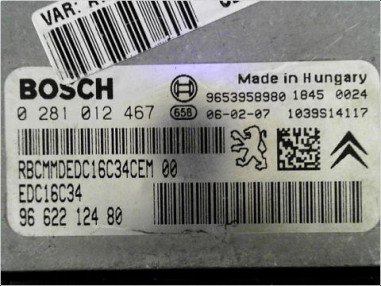 VAR:
BOSCH
Made in Hungary
9653958980 1845 0024
0 281 012 467 658 06-02-07 1039S14117
RBCMMDEDC16C34CEM 00
EDC16C34
96 622 124 80